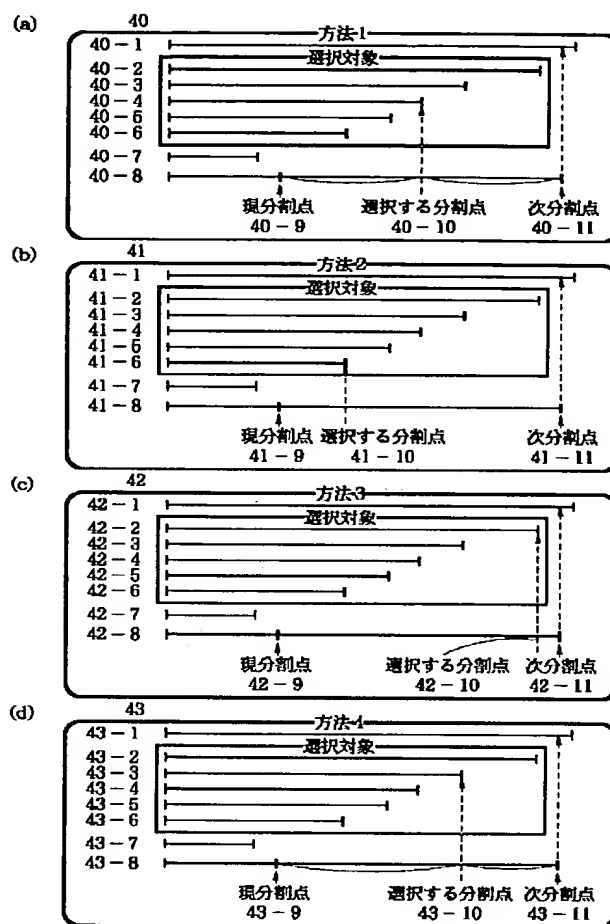 (a)
40
方法1
40-1
選択対象
40-2
40-3
40-4
40-5
40-6
40-7
40-8
現分割点 選択する分割点 次分割点
40-9 40-10 40-11
(b)
41
方法2
41-1
選択対象
41-2
41-3
41-4
41-5
41-6
41-7
41-8
現分割点 選択する分割点 次分割点
41-9 41-10 41-11
(c)
42
方法3
42-1
選択対象
42-2
42-3
42-4
42-5
42-6
42-7
42-8
現分割点 選択する分割点 次分割点
42-9 42-10 42-11
(d)
43
方法4
43-1
選択対象
43-2
43-3
43-4
43-5
43-6
43-7
43-8
現分割点 選択する分割点 次分割点
43-9 43-10 43-11